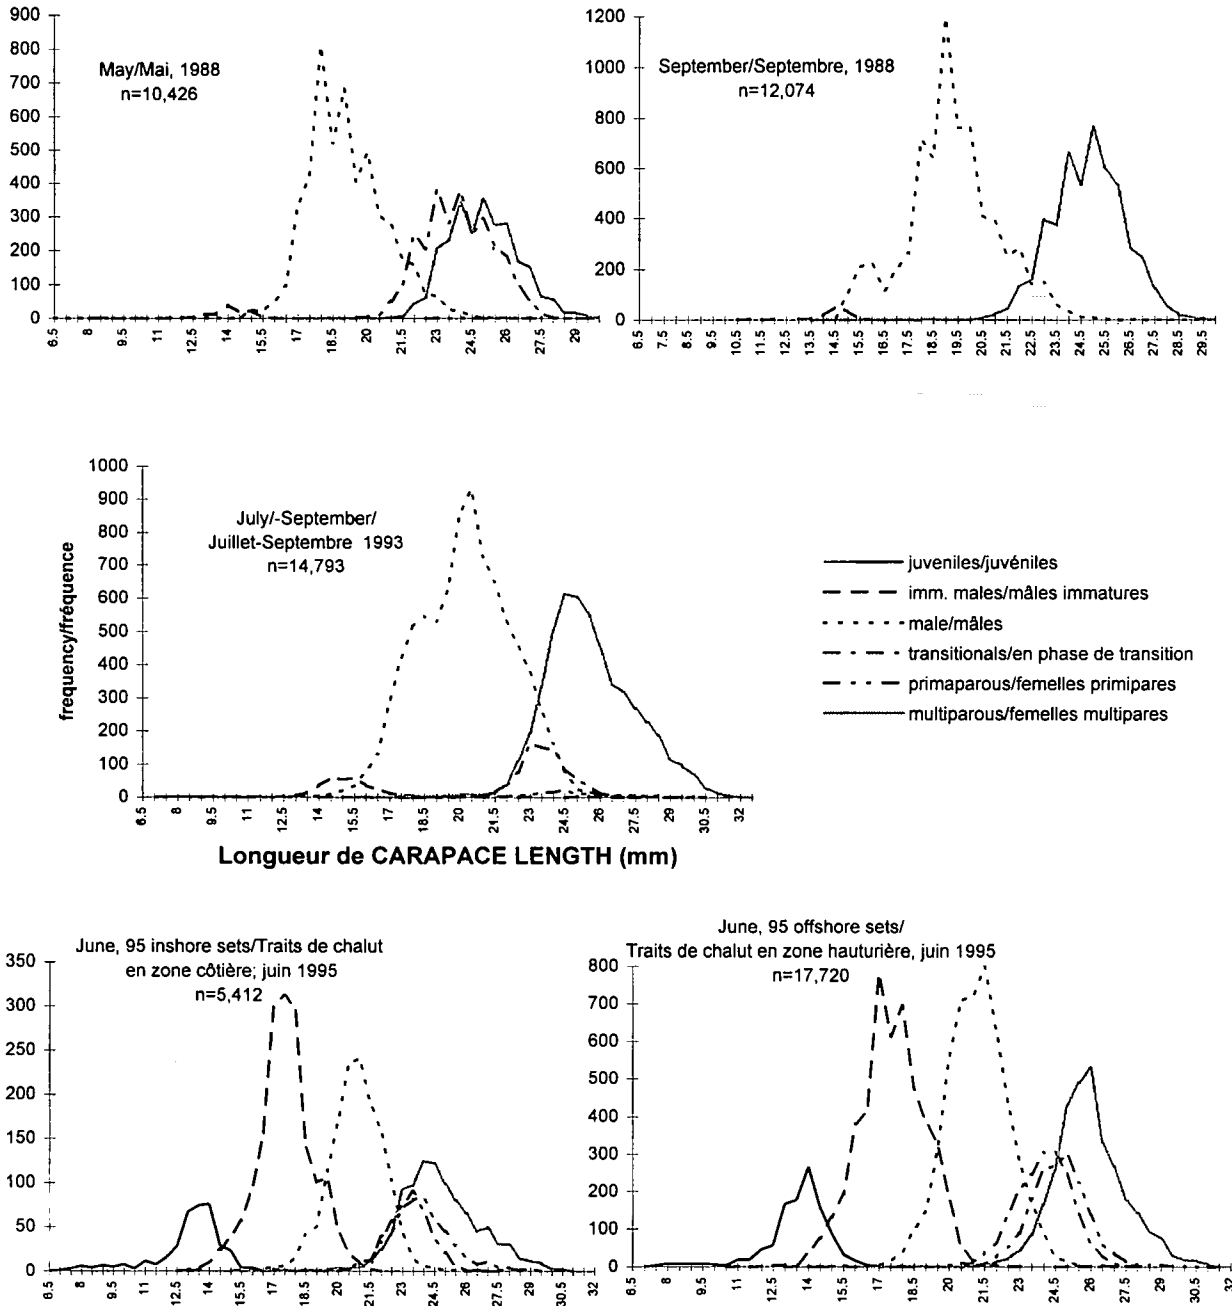 May/Mai, 1988
n=10,426
900
800
700
600
500
400
300
200
100
0
6.5 8 9.5 11 12.5 14 15.5 17 18.5 20 21.5 23 24.5 26 27.5 29
September/Septembre, 1988
n=12,074
1200
1000
800
600
400
200
0
6.5 7.5 8.5 9.5 10.5 11.5 12.5 13.5 14.5 15.5 16.5 17.5 18.5 19.5 20.5 21.5 22.5 23.5 24.5 25.5 26.5 27.5 28.5 29.5
July/-September/
Juillet-Septembre 1993
n=14,793
frequency/fréquence
1000
900
800
700
600
500
400
300
200
100
0
6.5 8 9.5 11 12.5 14 15.5 17 18.5 20 21.5 23 24.5 26 27.5 29 30.5 32
Longueur de CARAPACE LENGTH (mm)
juveniles/juvéniles
imm. males/mâles immatures
male/mâles
transitionals/en phase de transition
primaparous/femelles primipares
multiparous/femelles multipares
June, 95 inshore sets/Traits de chalut
en zone côtière; juin 1995
n=5,412
350
300
250
200
150
100
50
0
6.5 8 9.5 11 12.5 14 15.5 17 18.5 20 21.5 23 24.5 26 27.5 29 30.5 32
June, 95 offshore sets/
Traits de chalut en zone hauturière, juin 1995
n=17,720
800
700
600
500
400
300
200
100
0
6.5 8 9.5 11 12.5 14 15.5 17 18.5 20 21.5 23 24.5 26 27.5 29 30.5 32